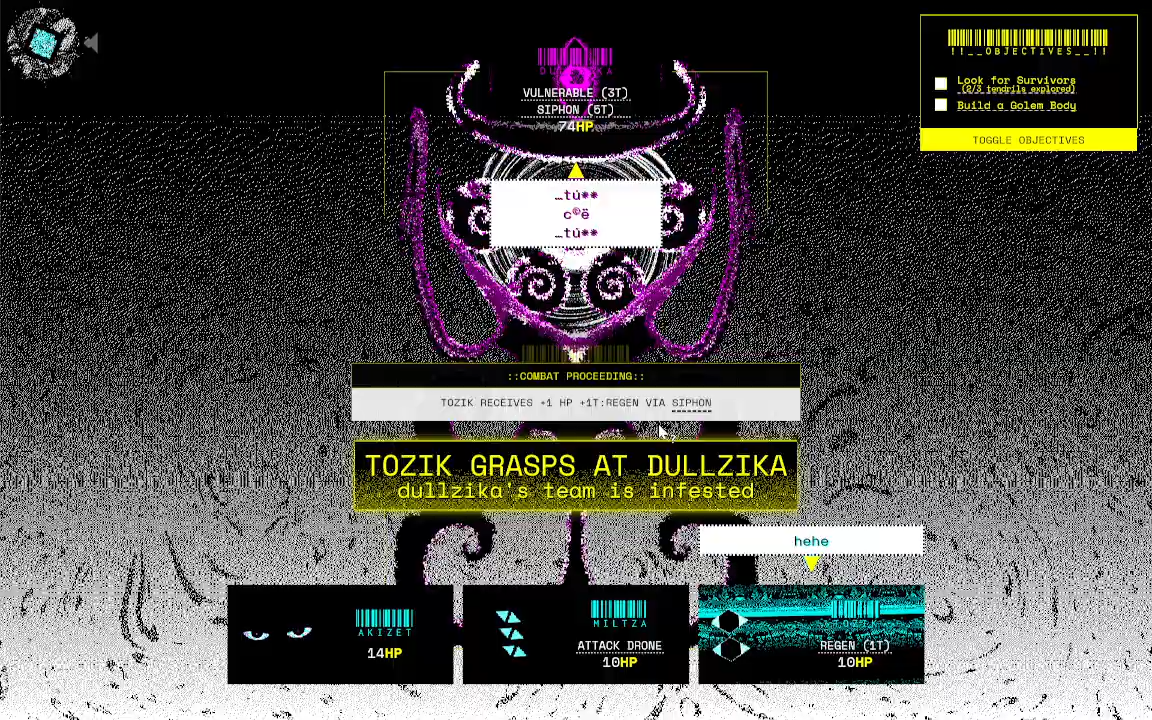 VULNERABLE (3T)
SIPHON (5T)
74HP
!!__OBJECTIVES__!!
Look for Survivors
(2/3 tendrils explored)
Build a Golem Body
TOGGLE OBJECTIVES
…tú**
c®ë
…tú**
::COMBAT PROCEEDING::
TOZIK RECEIVES +1 HP +1T:REGEN VIA SIPHON
TOZIK GRASPS AT DULLZIKA
dullzika's team is infested
hehe
AKIZET
14HP
MILTZA
ATTACK DRONE
10HP
TOZIK
REGEN (1T)
10HP